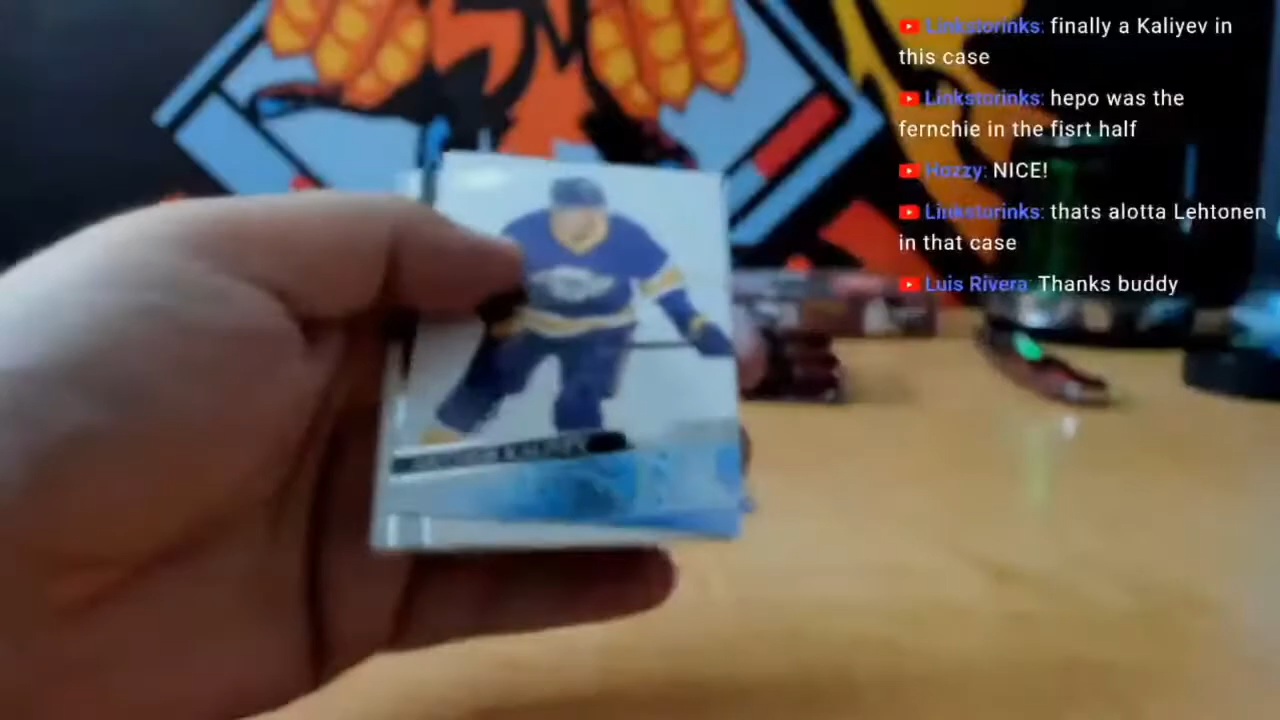 Linkstorinks: finally a Kaliyev in
this case
Linkstorinks: hepo was the
fernchie in the fisrt half
Hozzy: NICE!
Linkstorinks: thats alotta Lehtonen
in that case
Luis Rivera: Thanks buddy